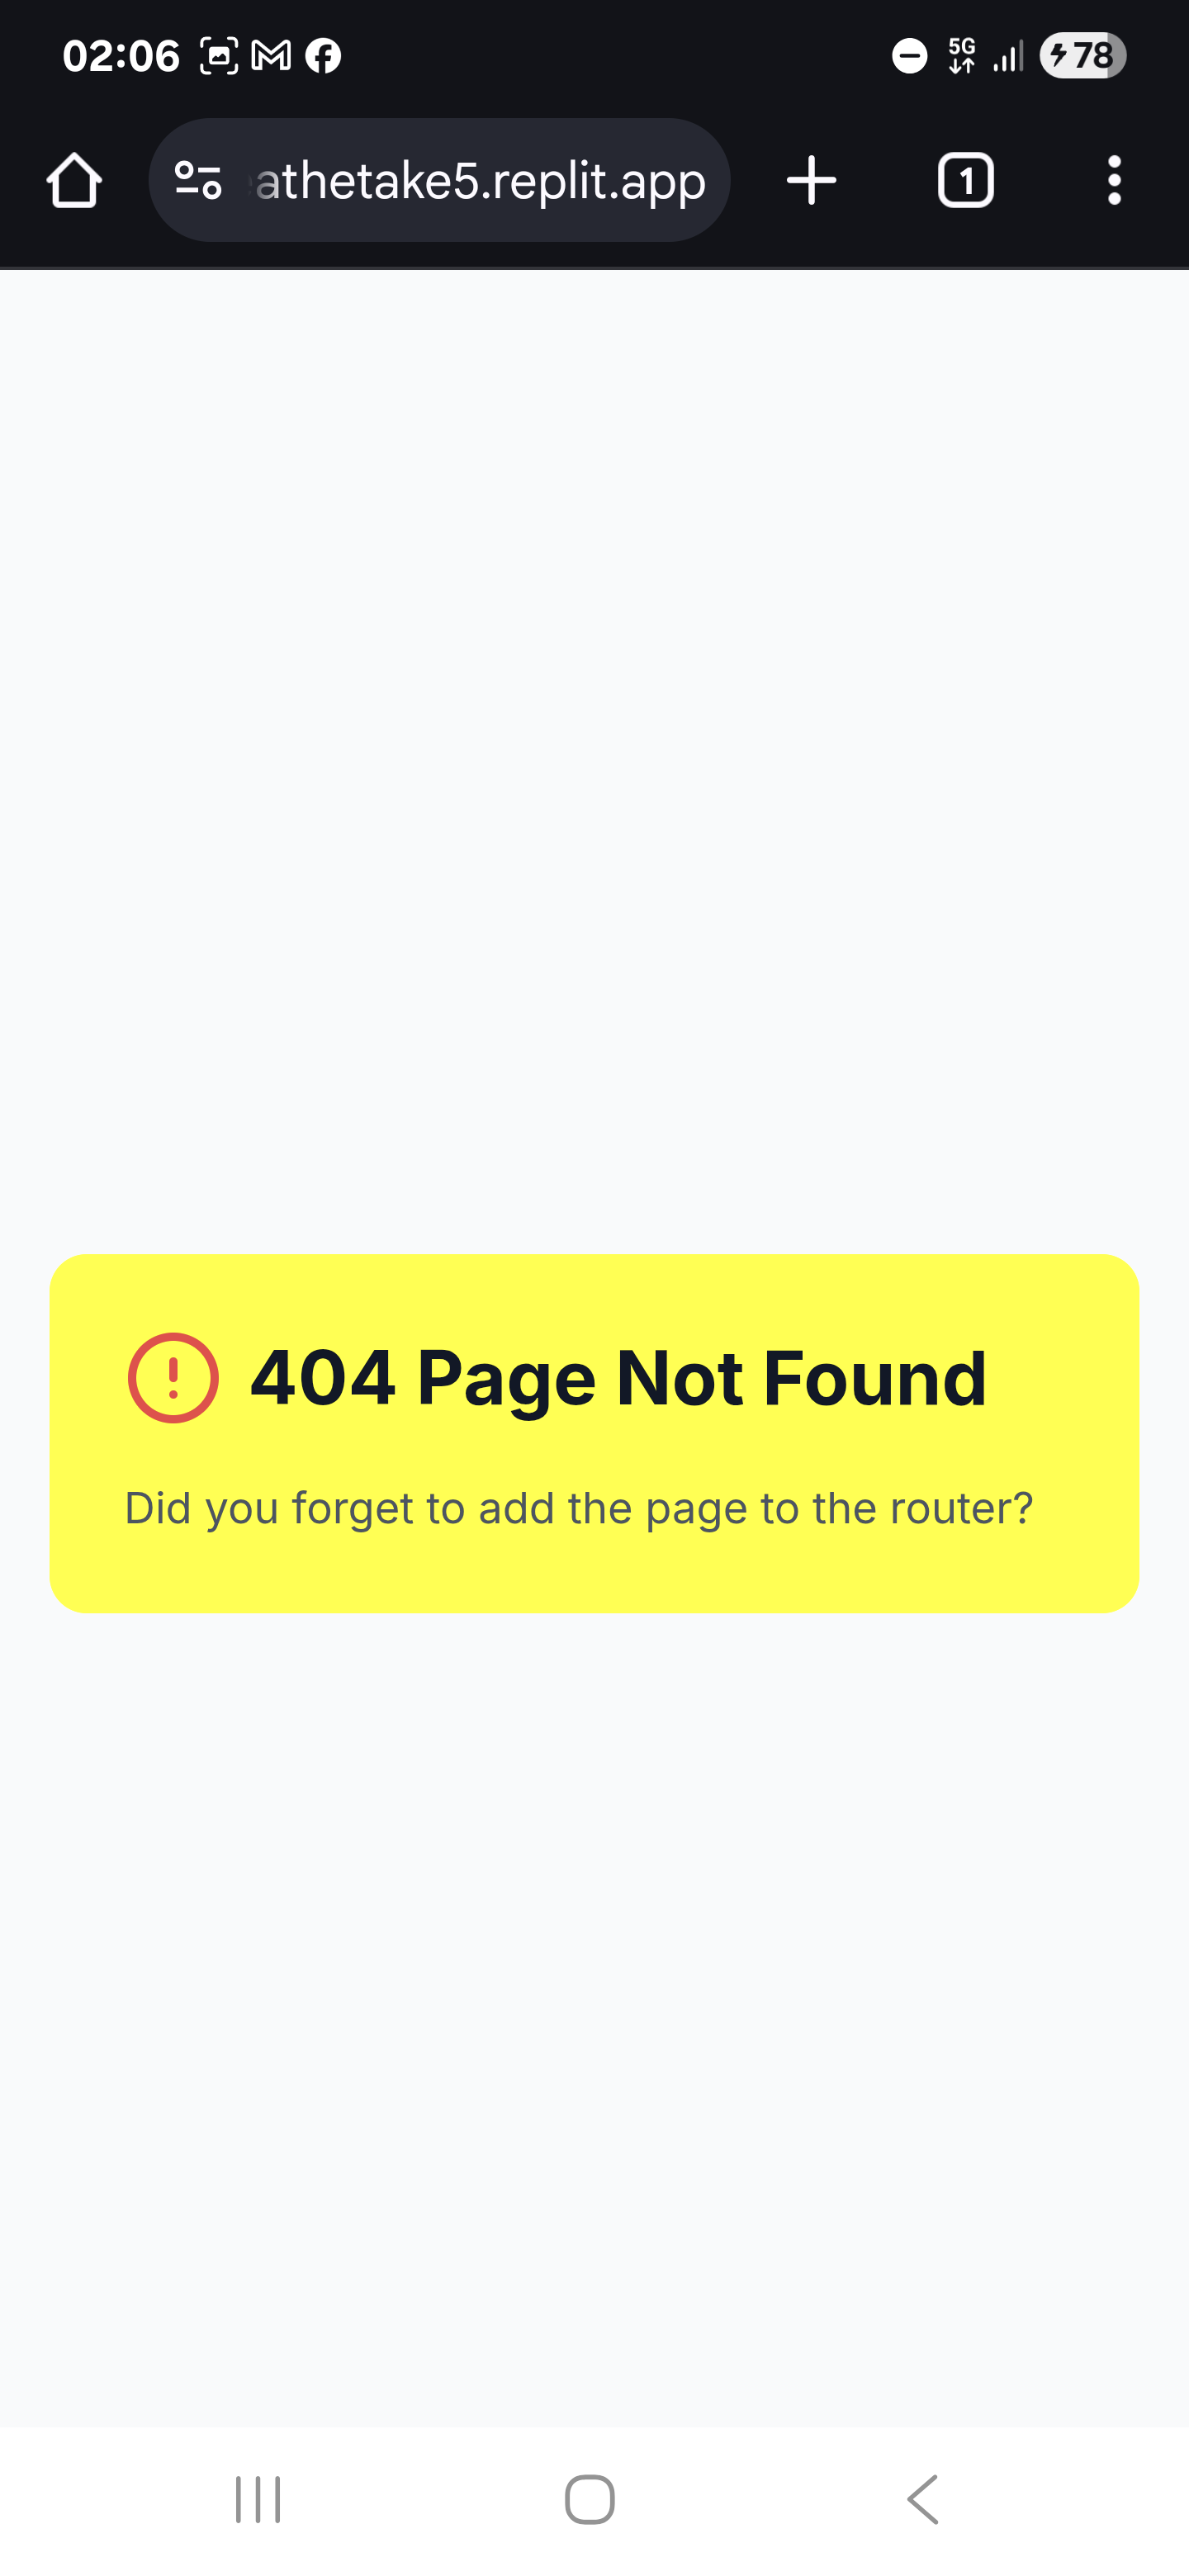 02:06 5G 78
athetake5.replit.app 1
404 Page Not Found
Did you forget to add the page to the router?